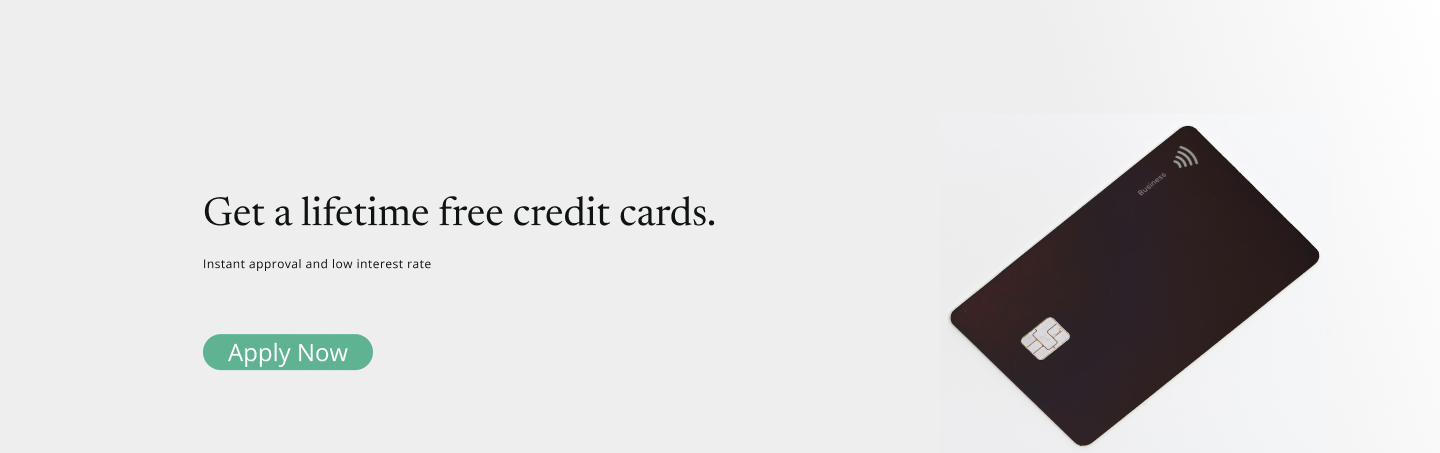 Get a lifetime free credit cards.
Instant approval and low interest rate
Apply Now
Business